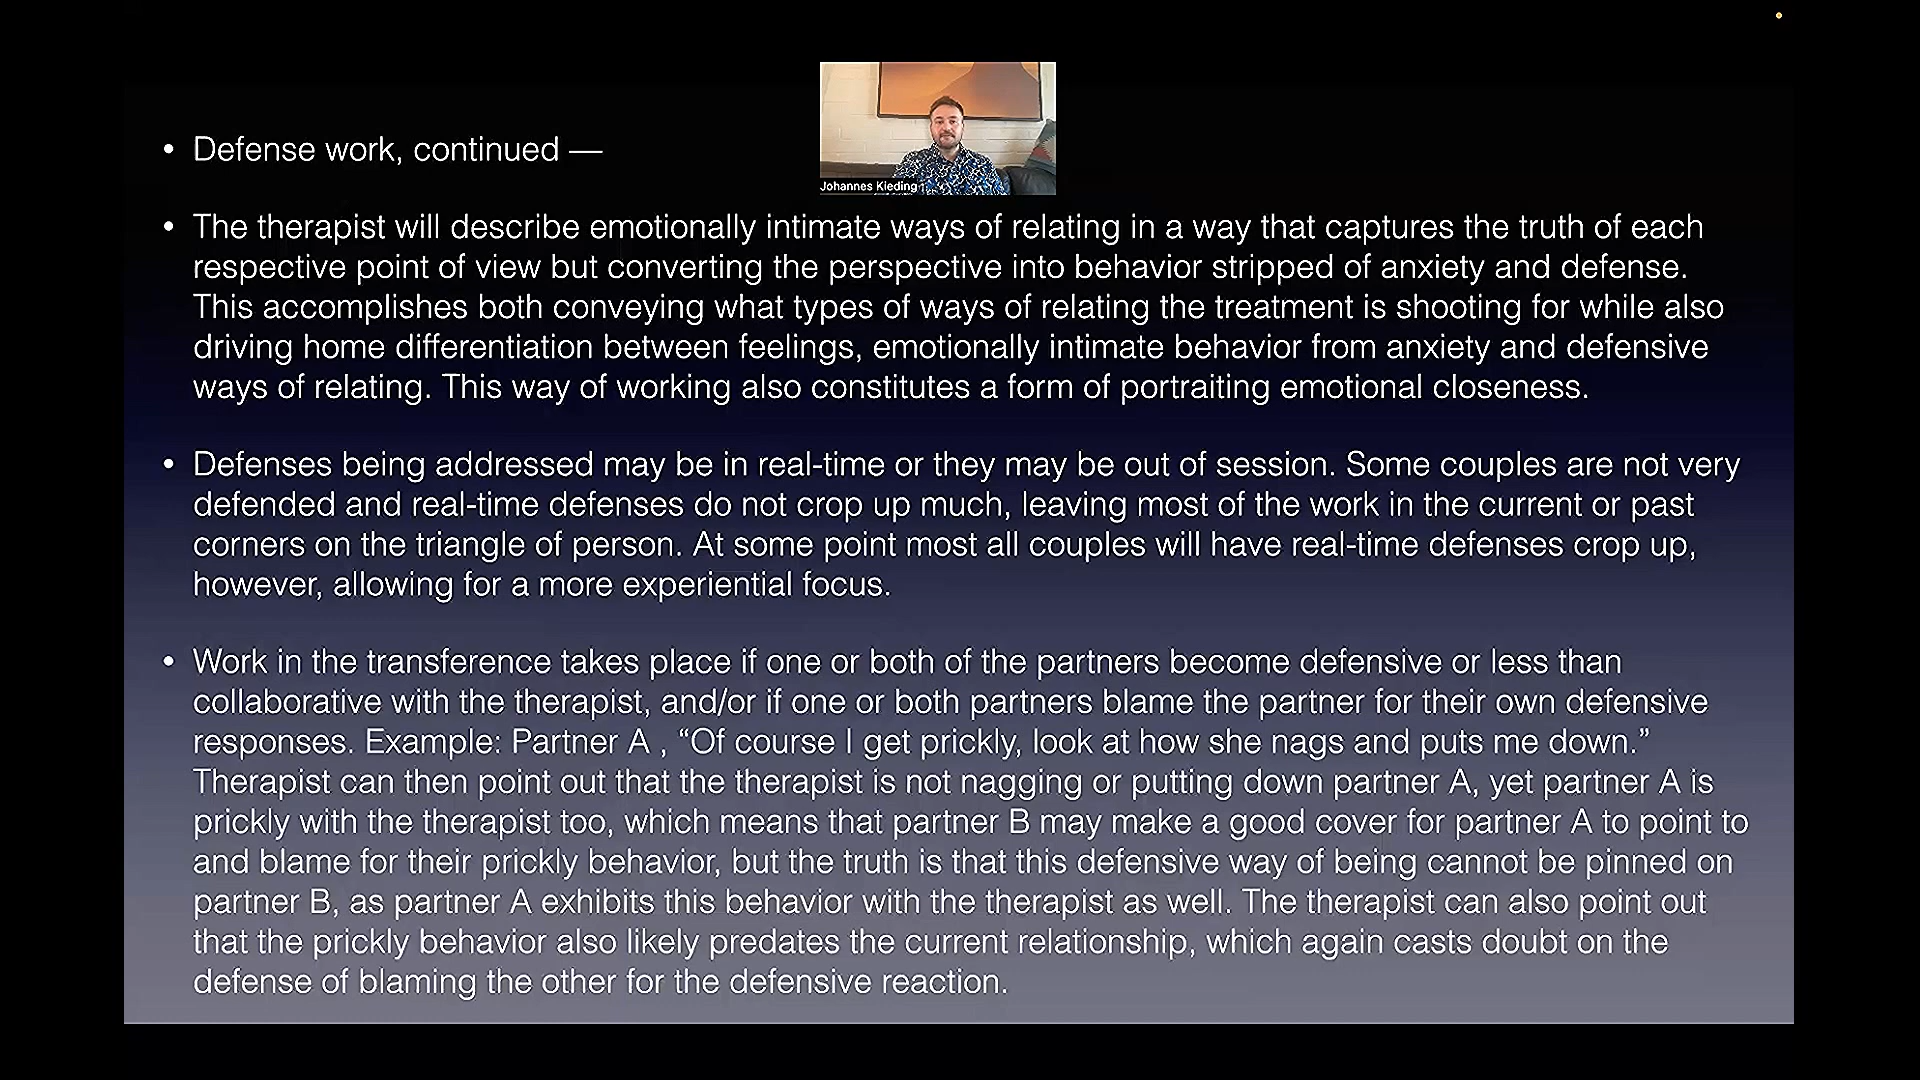 Johannes Kieding
• Defense work, continued —
• The therapist will describe emotionally intimate ways of relating in a way that captures the truth of each
respective point of view but converting the perspective into behavior stripped of anxiety and defense.
This accomplishes both conveying what types of ways of relating the treatment is shooting for while also
driving home differentiation between feelings, emotionally intimate behavior from anxiety and defensive
ways of relating. This way of working also constitutes a form of portraiting emotional closeness.
• Defenses being addressed may be in real-time or they may be out of session. Some couples are not very
defended and real-time defenses do not crop up much, leaving most of the work in the current or past
corners on the triangle of person. At some point most all couples will have real-time defenses crop up,
however, allowing for a more experiential focus.
• Work in the transference takes place if one or both of the partners become defensive or less than
collaborative with the therapist, and/or if one or both partners blame the partner for their own defensive
responses. Example: Partner A , “Of course I get prickly, look at how she nags and puts me down.”
Therapist can then point out that the therapist is not nagging or putting down partner A, yet partner A is
prickly with the therapist too, which means that partner B may make a good cover for partner A to point to
and blame for their prickly behavior, but the truth is that this defensive way of being cannot be pinned on
partner B, as partner A exhibits this behavior with the therapist as well. The therapist can also point out
that the prickly behavior also likely predates the current relationship, which again casts doubt on the
defense of blaming the other for the defensive reaction.